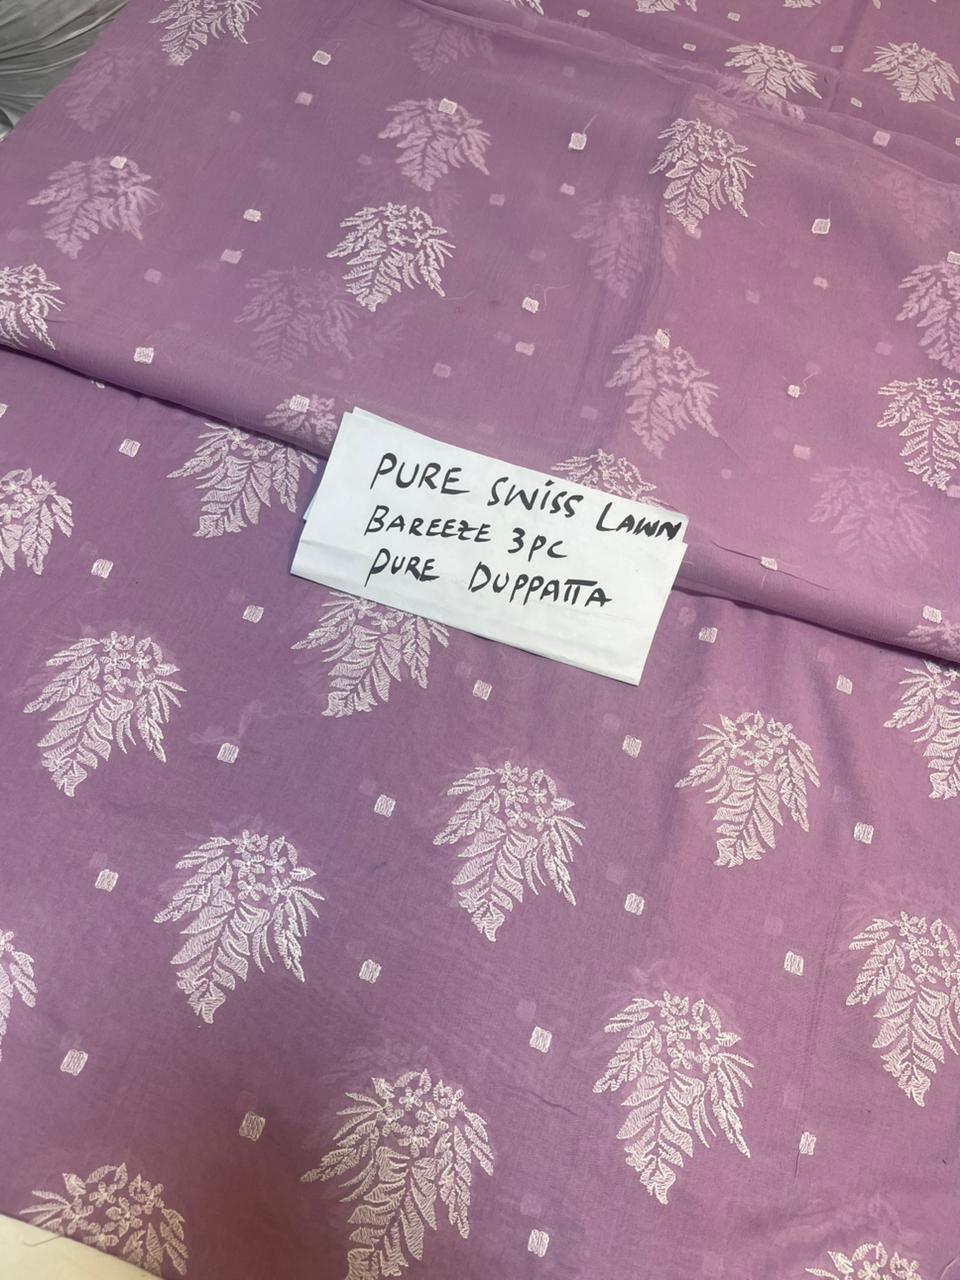 PURE SWISS LAWN
BAREEZE 3PC
PURE DUPPATTA